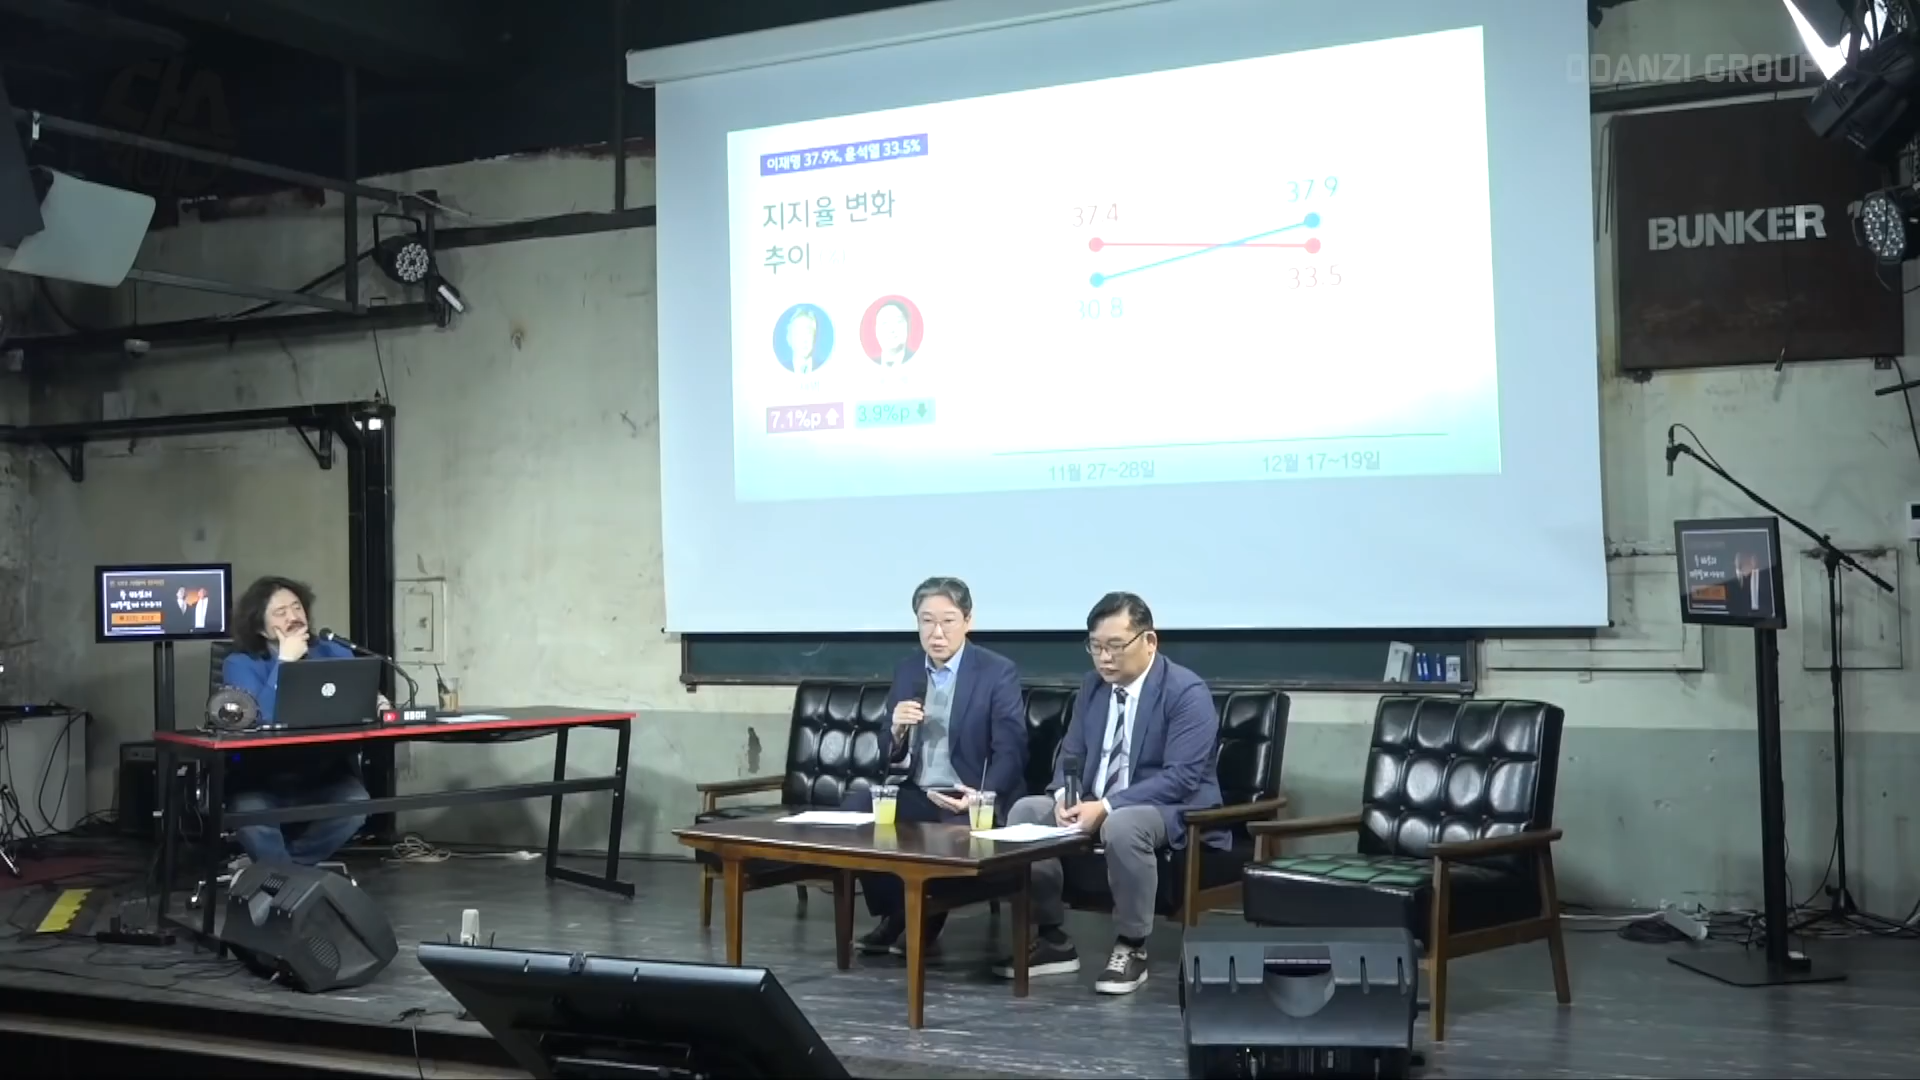 DDANZI GROUP
이재명 37.9%, 윤석열 33.5%
지지율 변화
추이
37.4
37.9
30.8
33.5
7.1%p
3.9%p
11월 27~28일
12월 17~19일
BUNKER 1